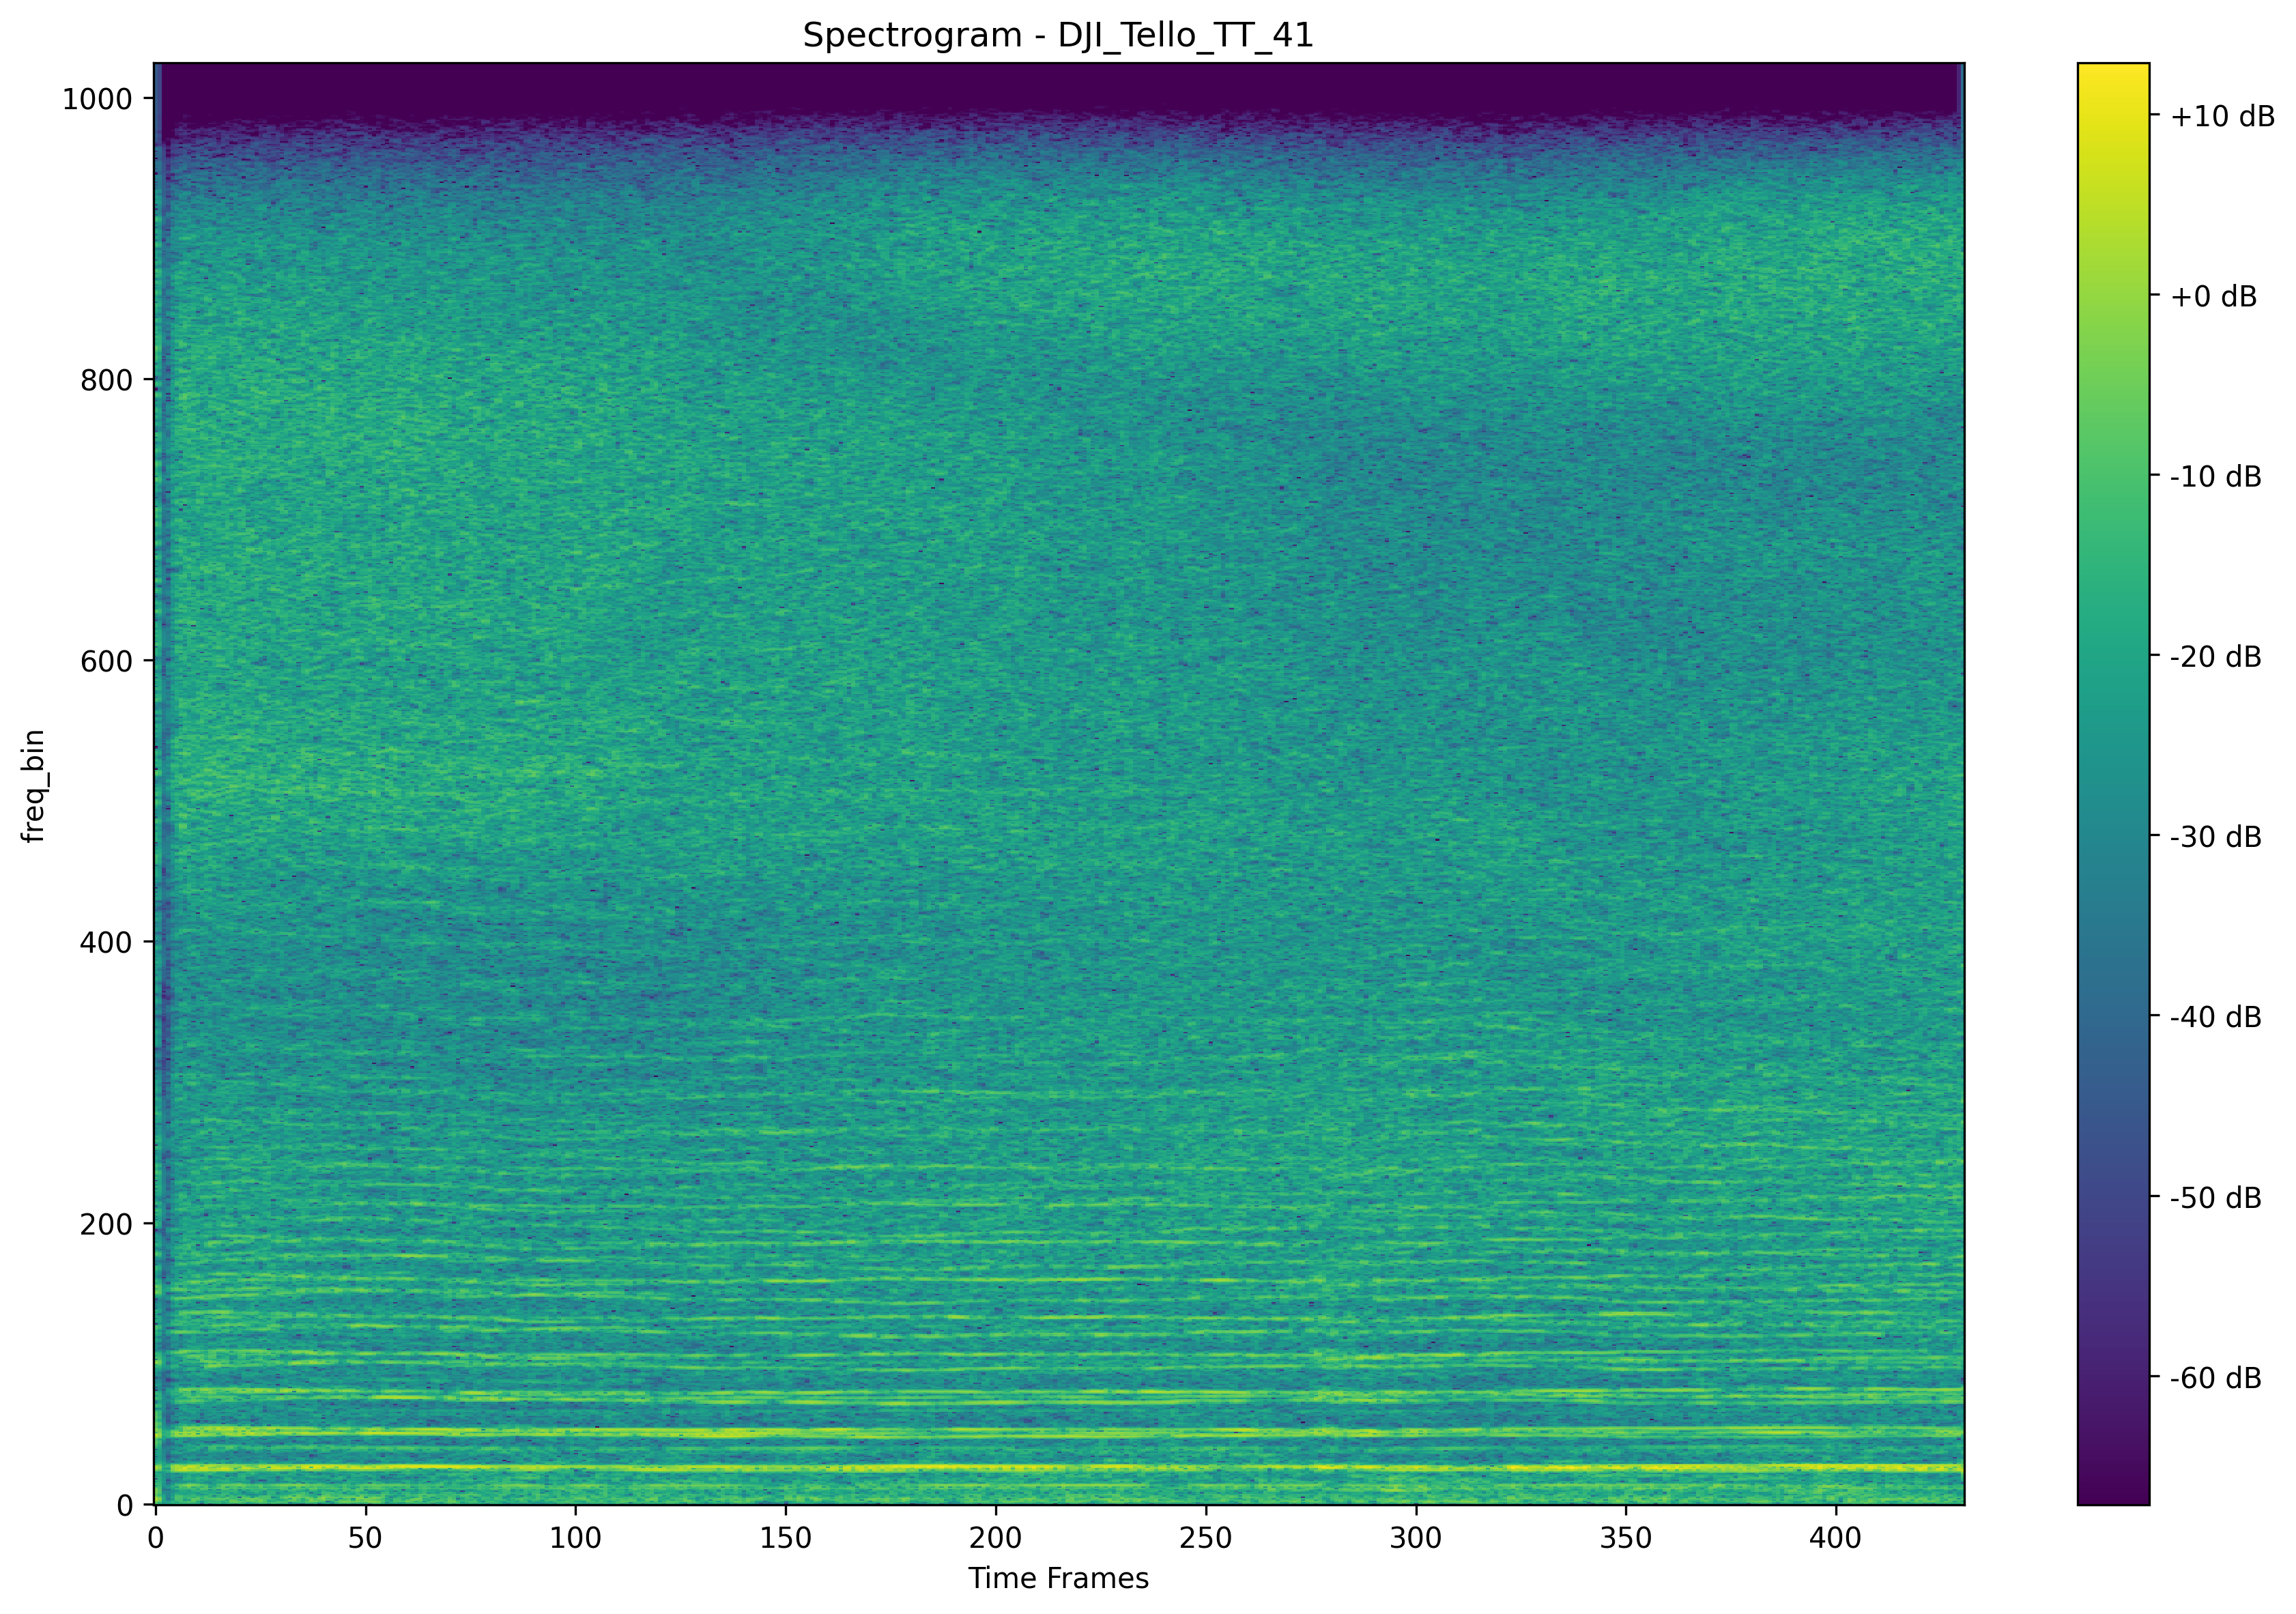 Spectrogram - DJI_Tello_TT_41
1000
800
600
400
200
0
freq_bin
0 50 100 150 200 250 300 350 400
Time Frames
+10 dB
+0 dB
-10 dB
-20 dB
-30 dB
-40 dB
-50 dB
-60 dB